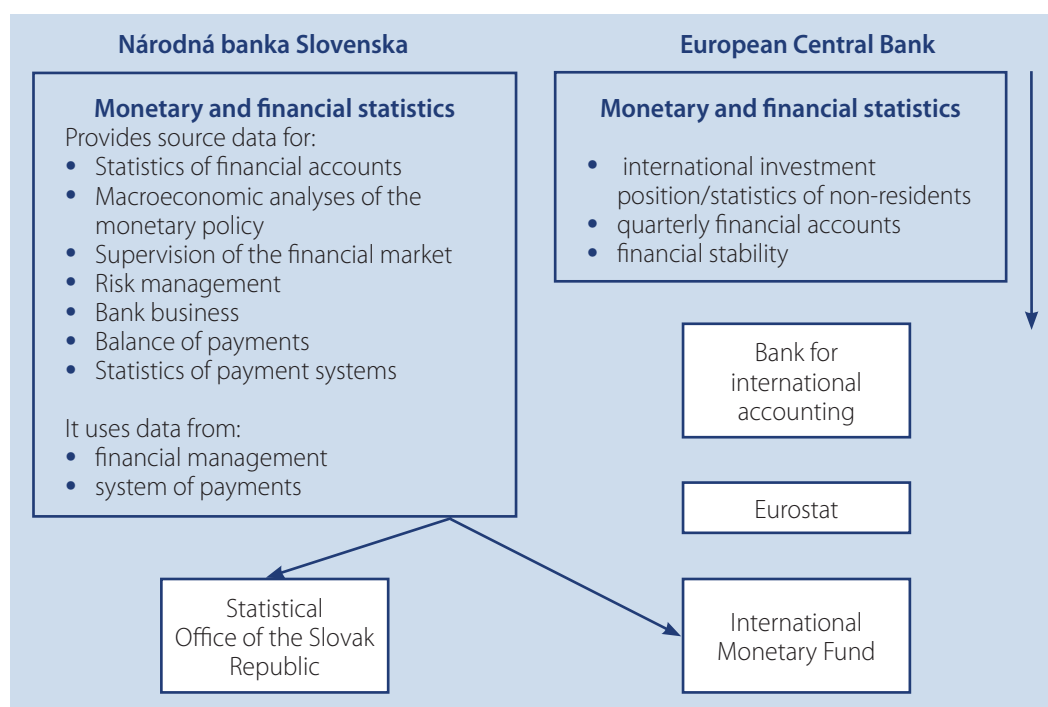 Národná banka Slovenska
Monetary and financial statistics
Provides source data for:
• Statistics of financial accounts
• Macroeconomic analyses of the
monetary policy
• Supervision of the financial market
• Risk management
• Bank business
• Balance of payments
• Statistics of payment systems
It uses data from:
• financial management
• system of payments
European Central Bank
Monetary and financial statistics
• international investment
position/statistics of non-residents
• quarterly financial accounts
• financial stability
Bank for
international
accounting
Eurostat
Statistical
Office of the Slovak
Republic
International
Monetary Fund